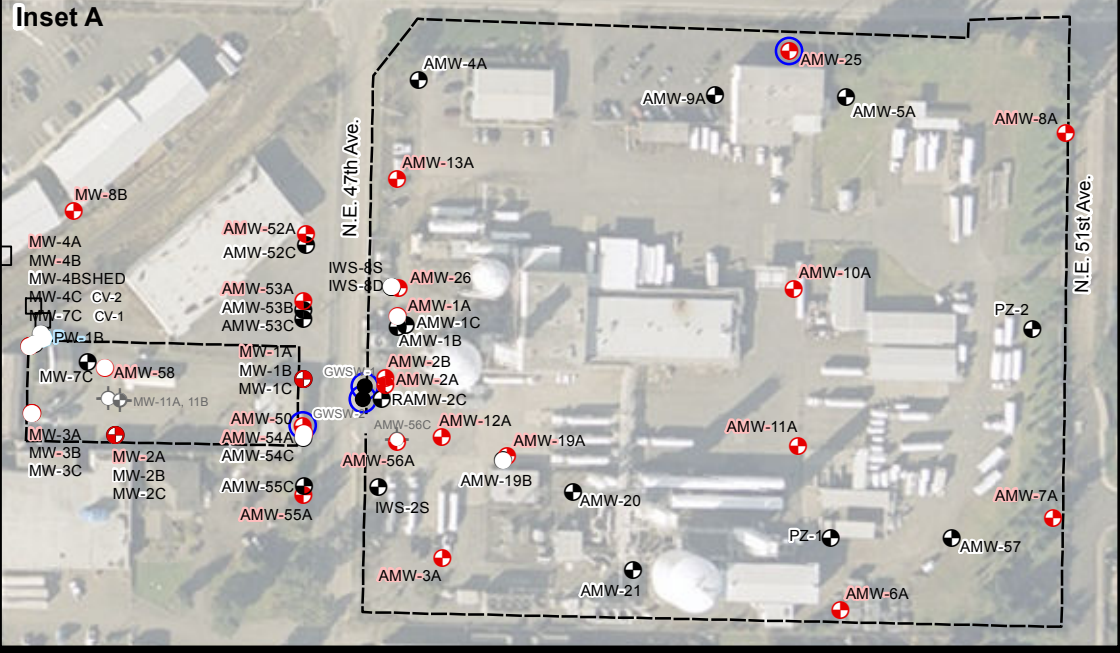 Inset A
AMW-4A
AMW-25
AMW-9A
AMW-5A
AMW-8A
N.E. 47th Ave.
AMW-13A
N.E. 51st Ave.
MW-8B
AMW-52A
AMW-52C
MW-4A
MW-4B
MW-4BSHED
MW-4C CV-2
MW-7C CV-1
PW-1B
IWS-8S
IWS-8D
AMW-26
AMW-10A
AMW-53A
AMW-53B
AMW-53C
AMW-1A
AMW-1C
AMW-1B
PZ-2
MW-1A
MW-1B
MW-1C
MW-7C
AMW-58
GWSW-1
AMW-2B
AMW-2A
RAMW-2C
MW-11A, 11B
GWSW-2
AMW-50
AMW-54A
AMW-54C
AMW-56C
AMW-12A
AMW-11A
MW-3A
MW-3B
MW-3C
MW-2A
MW-2B
MW-2C
AMW-56A
AMW-19A
AMW-19B
AMW-55C
AMW-55A
IWS-2S
AMW-20
AMW-7A
PZ-1
AMW-57
AMW-3A
AMW-21
AMW-6A